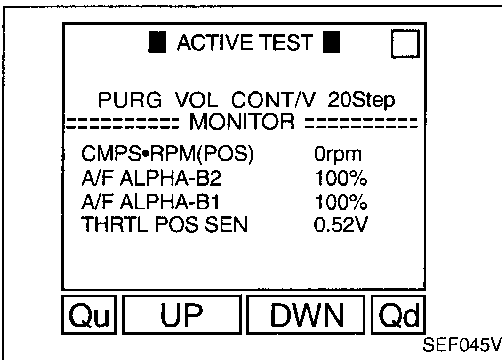 ■ ACTIVE TEST ■ □
PURG VOL CONT/V 20Step
========== MONITOR ==========
CMPS•RPM(POS) 0rpm
A/F ALPHA-B2 100%
A/F ALPHA-B1 100%
THRTL POS SEN 0.52V
Qu UP DWN Qd
SEF045V